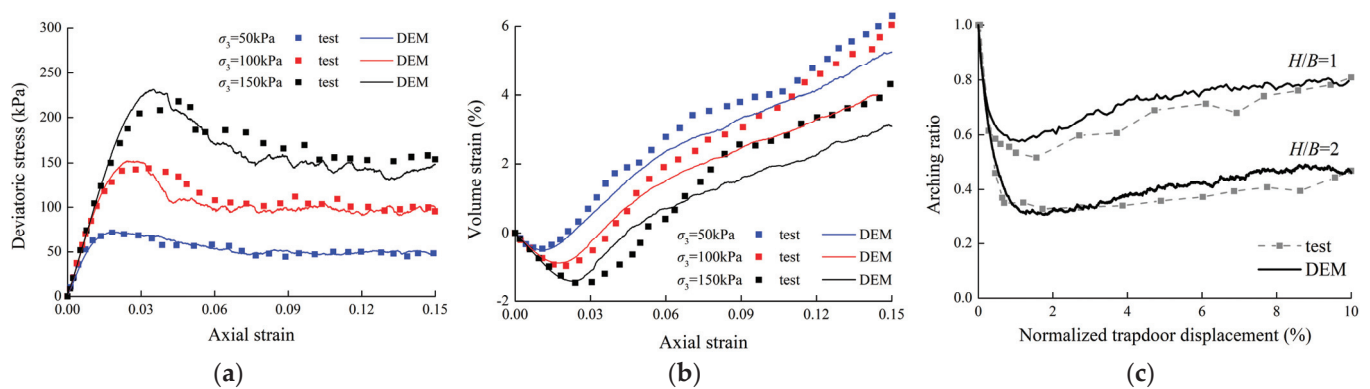 300
250
200
150
100
50
0
Deviatoric stress (kPa)
σ₃=50kPa test DEM
σ₃=100kPa test DEM
σ₃=150kPa test DEM
0.00 0.03 0.06 0.09 0.12 0.15
Axial strain
(a)
6
4
2
0
-2
Volume strain (%)
σ₃=50kPa test DEM
σ₃=100kPa test DEM
σ₃=150kPa test DEM
0.00 0.03 0.06 0.09 0.12 0.15
Axial strain
(b)
1.0
0.8
0.6
0.4
0.2
0.0
Arching ratio
H/B=1
H/B=2
test
DEM
0 2 4 6 8 10
Normalized trapdoor displacement (%)
(c)